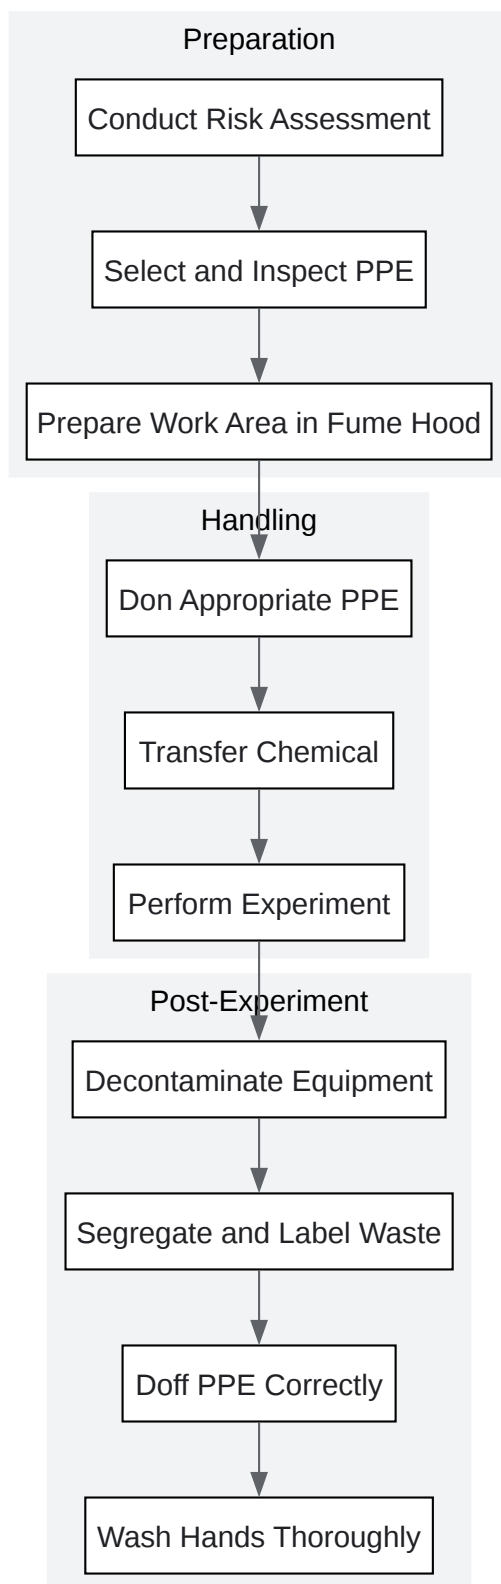 Preparation
Conduct Risk Assessment
Select and Inspect PPE
Prepare Work Area in Fume Hood
Handling
Don Appropriate PPE
Transfer Chemical
Perform Experiment
Post-Experiment
Decontaminate Equipment
Segregate and Label Waste
Doff PPE Correctly
Wash Hands Thoroughly